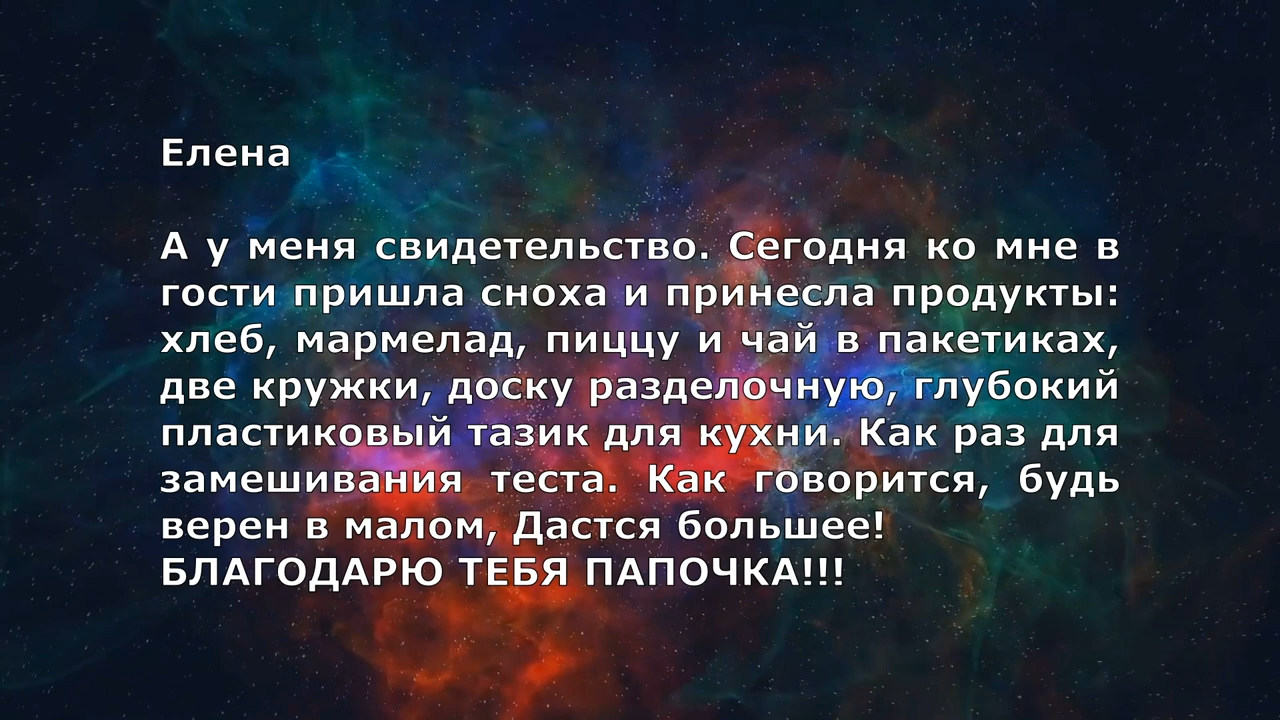 Елена
А у меня свидетельство. Сегодня ко мне в
гости пришла сноха и принесла продукты:
хлеб, мармелад, пиццу и чай в пакетиках,
две кружки, доску разделочную, глубокий
пластиковый тазик для кухни. Как раз для
замешивания теста. Как говорится, будь
верен в малом, Дастся большее!
БЛАГОДАРЮ ТЕБЯ ПАПОЧКА!!!